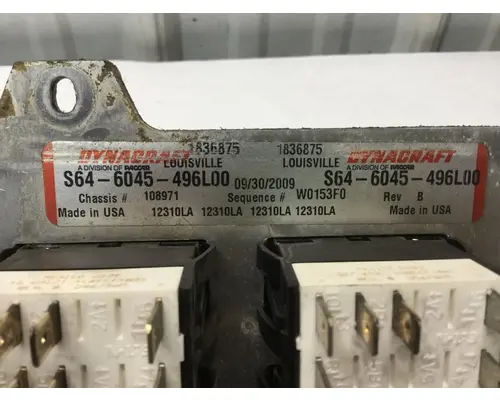 DYNACRAFT 1836875 1836875 DYNACRAFT
A DIVISION OF PACCAR LOUISVILLE LOUISVILLE A DIVISION OF PACCAR
S64-6045-496L00 09/30/2009 S64-6045-496L00
Chassis # 108971 Sequence # W0153F0 Rev B
Made in USA 12310LA 12310LA 12310LA 12310LA Made in USA